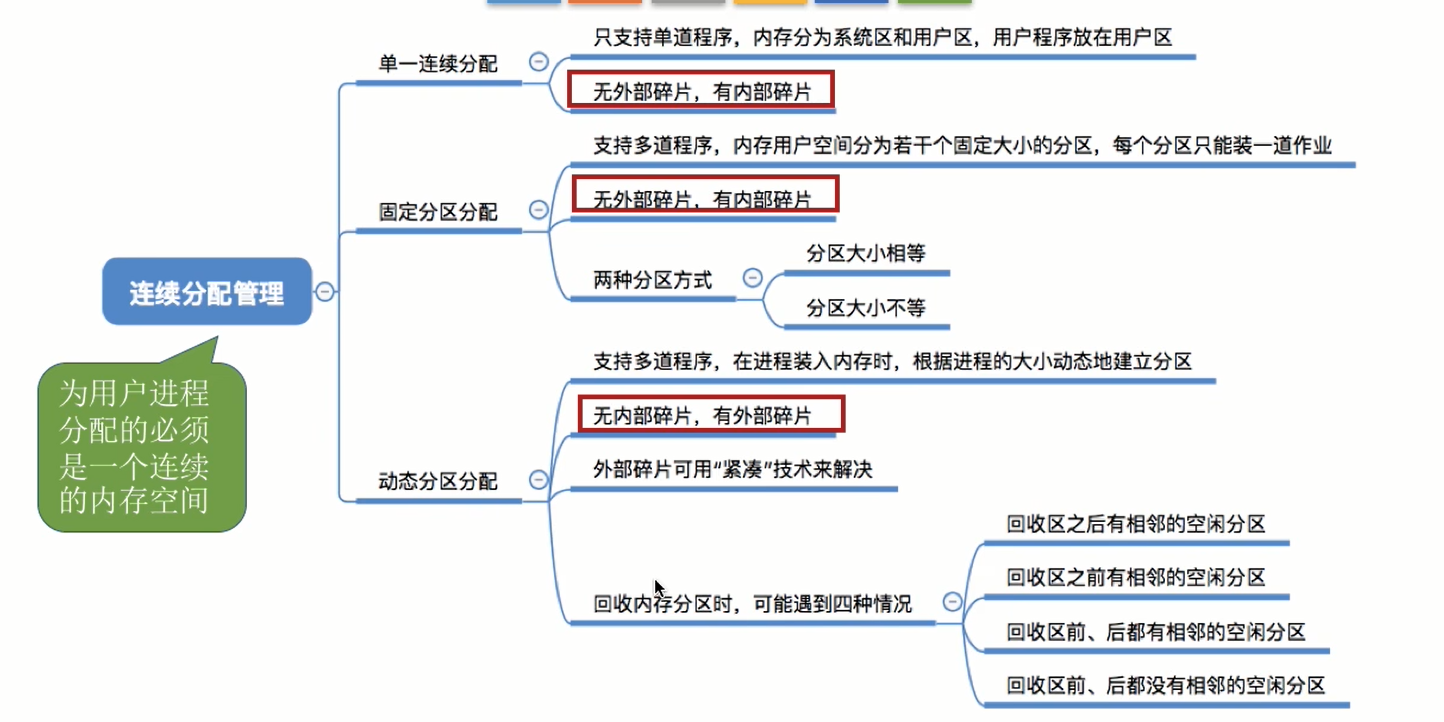 连续分配管理
为用户进程
分配的必须
是一个连续
的内存空间
单一连续分配
只支持单道程序，内存分为系统区和用户区，用户程序放在用户区
无外部碎片，有内部碎片
固定分区分配
支持多道程序，内存用户空间分为若干个固定大小的分区，每个分区只能装一道作业
无外部碎片，有内部碎片
两种分区方式
分区大小相等
分区大小不等
动态分区分配
支持多道程序，在进程装入内存时，根据进程的大小动态地建立分区
无内部碎片，有外部碎片
外部碎片可用“紧凑”技术来解决
回收内存分区时，可能遇到四种情况
回收区之后有相邻的空闲分区
回收区之前有相邻的空闲分区
回收区前、后都有相邻的空闲分区
回收区前、后都没有相邻的空闲分区